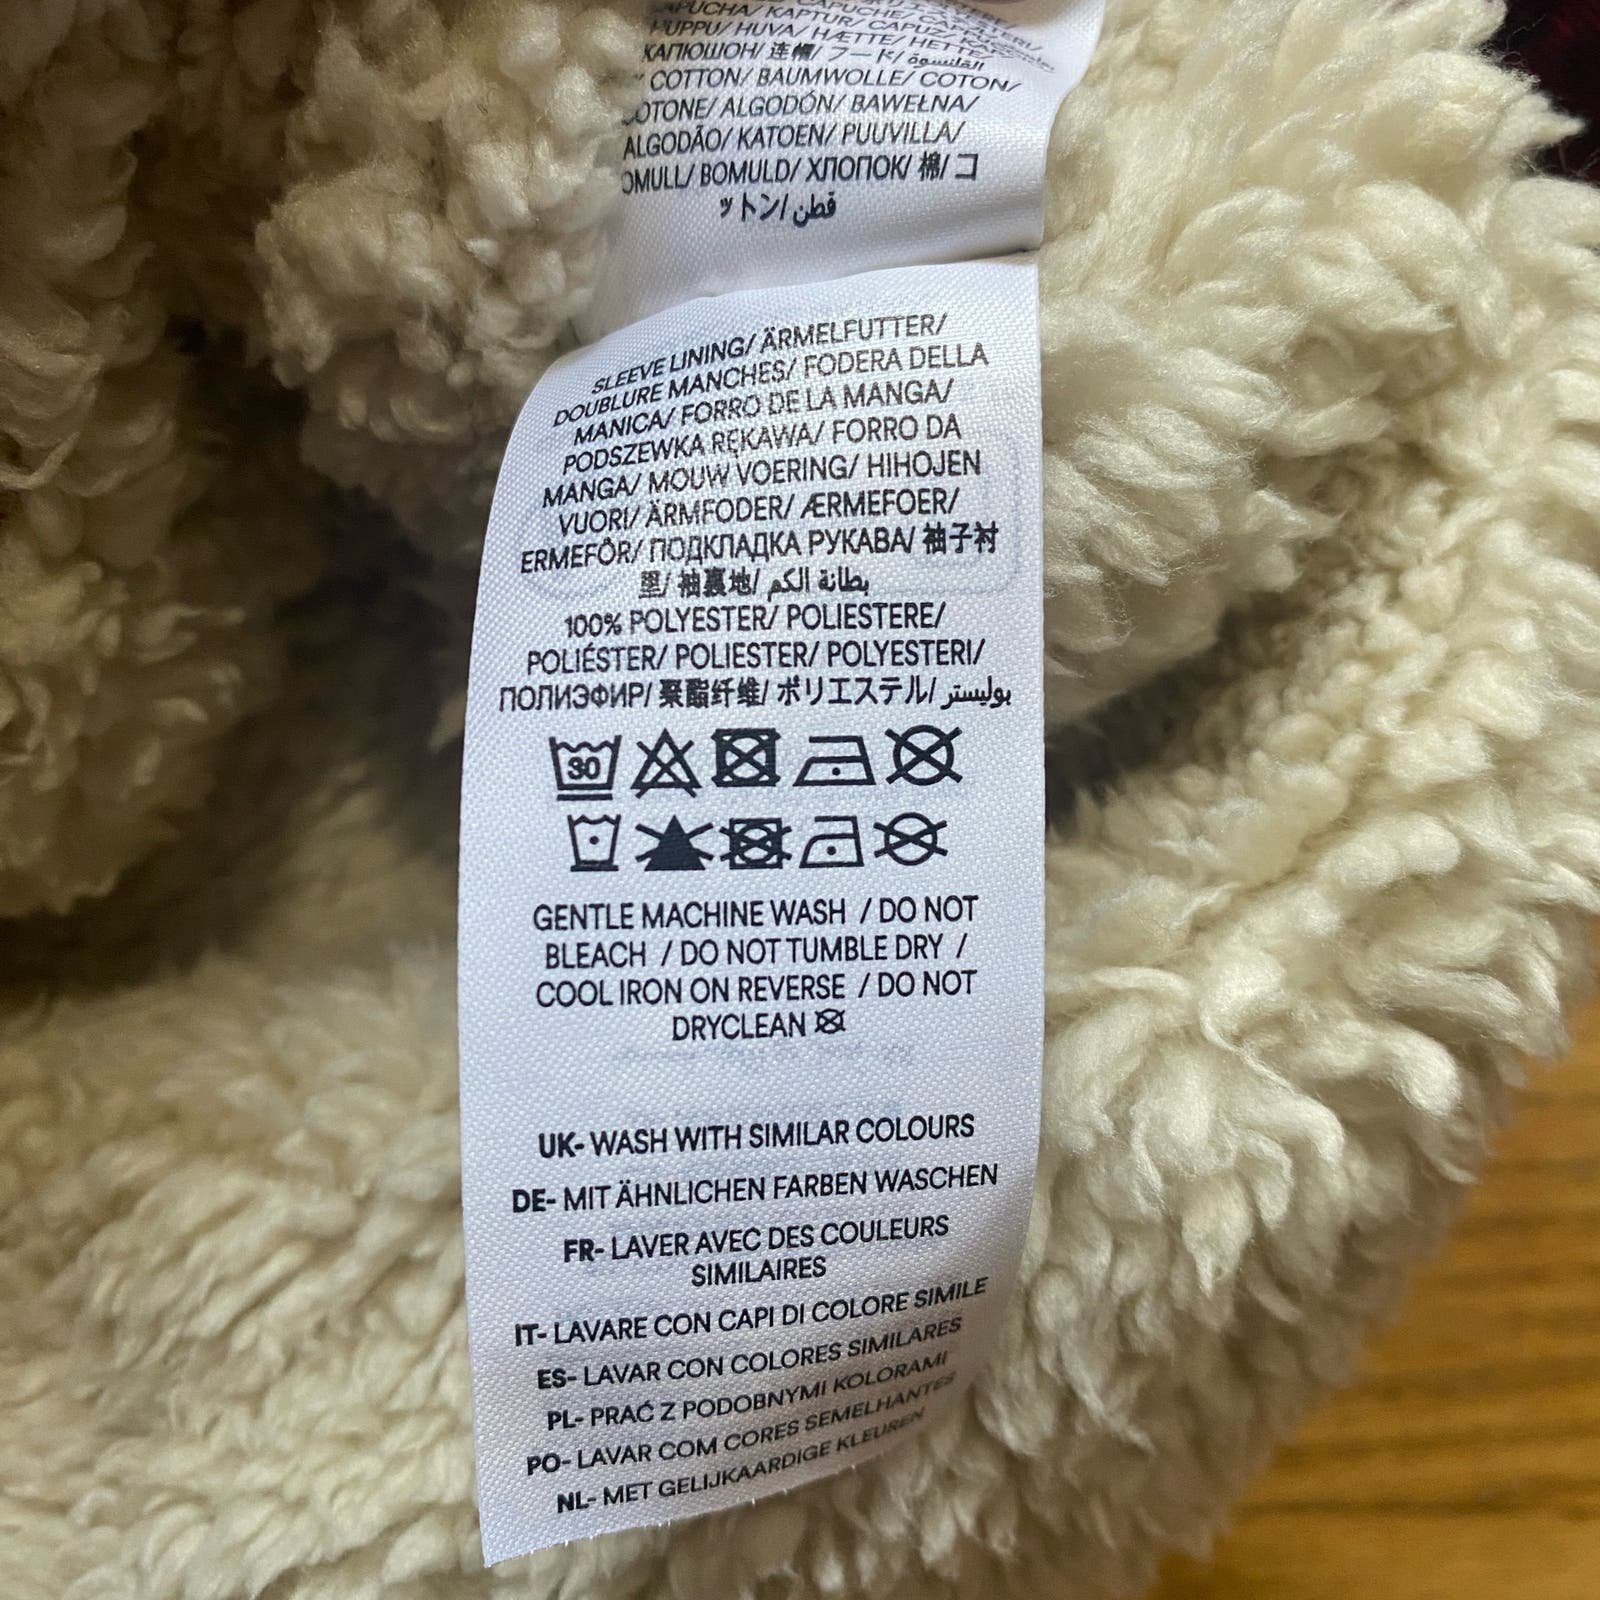 CAPUZ/
HUPPU/ HUVA/ HÆTTE/ HETTE/
КАПЮШОН/ 连帽/ フード/ القلنسوة
COTTON/ BAUMWOLLE/ COTON/
ALGODÓN/ BAWEŁNA/
ALGODÃO/ KATOEN/ PUUVILLA/
BOMULD/ ХЛОПОК/ 棉/ コ
ットン/ قطن
SLEEVE LINING/ ÄRMELFUTTER/
DOUBLURE MANCHES/ FODERA DELLA
MANICA/ FORRO DE LA MANGA/
PODSZEWKA RĘKAWA/ FORRO DA
MANGA/ MOUW VOERING/ HIHOJEN
VUORI/ ÄRMFODER/ ÆRMEFOER/
ERMEFÔR/ ПОДКЛАДКА РУКАВА/ 袖子衬
里/ 袖裏地/ بطانة الكم
100% POLYESTER/ POLIESTERE/
POLIÉSTER/ POLIESTER/ POLYESTERI/
ПОЛИЭФИР/ 聚酯纤维/ ポリエステル/ بوليستر
30
GENTLE MACHINE WASH / DO NOT
BLEACH / DO NOT TUMBLE DRY /
COOL IRON ON REVERSE / DO NOT
DRYCLEAN
UK- WASH WITH SIMILAR COLOURS
DE- MIT ÄHNLICHEN FARBEN WASCHEN
FR- LAVER AVEC DES COULEURS
SIMILAIRES
IT- LAVARE CON CAPI DI COLORE SIMILE
ES- LAVAR CON COLORES SIMILARES
PL- PRAĆ Z PODOBNYMI KOLORAMI
PO- LAVAR COM CORES SEMELHANTES
NL- MET GELIJKAARDIGE KLEUREN